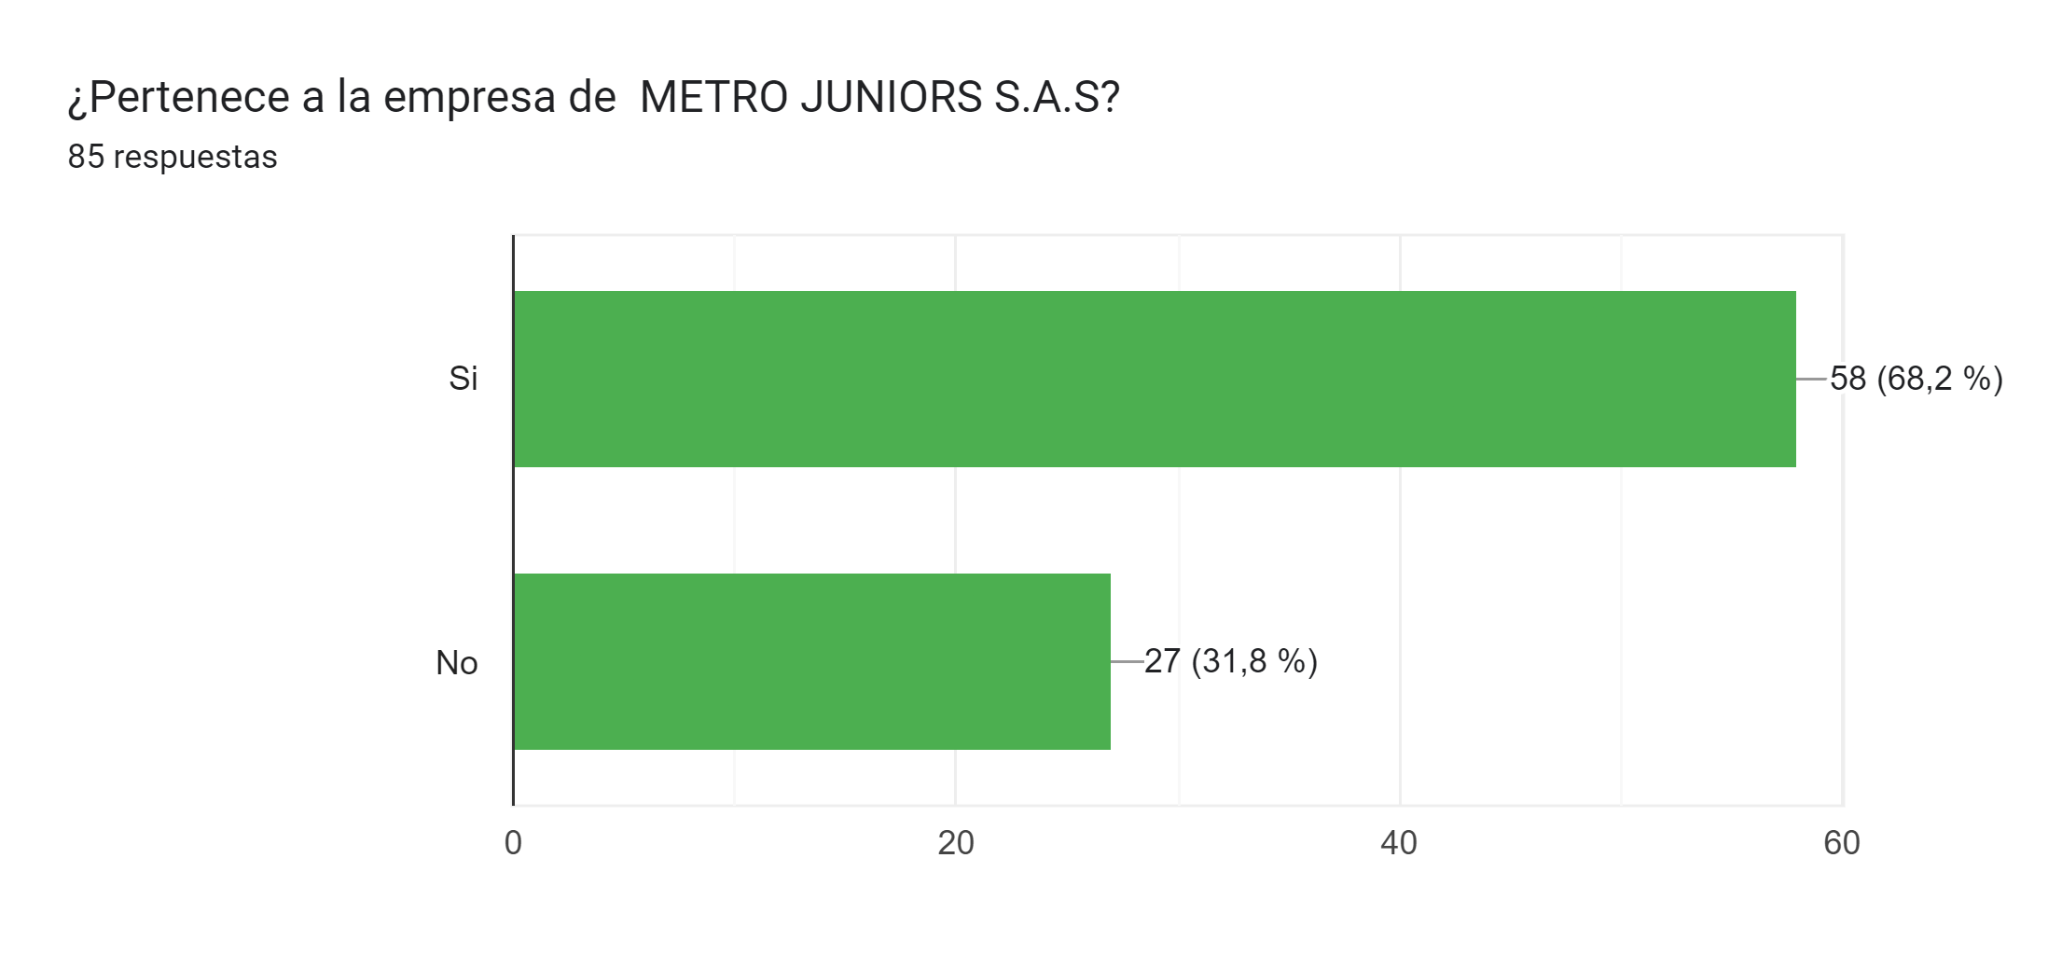 ¿Pertenece a la empresa de  METRO JUNIORS S.A.S?
85 respuestas
Si
58 (68,2 %)
No
27 (31,8 %)
0 20 40 60